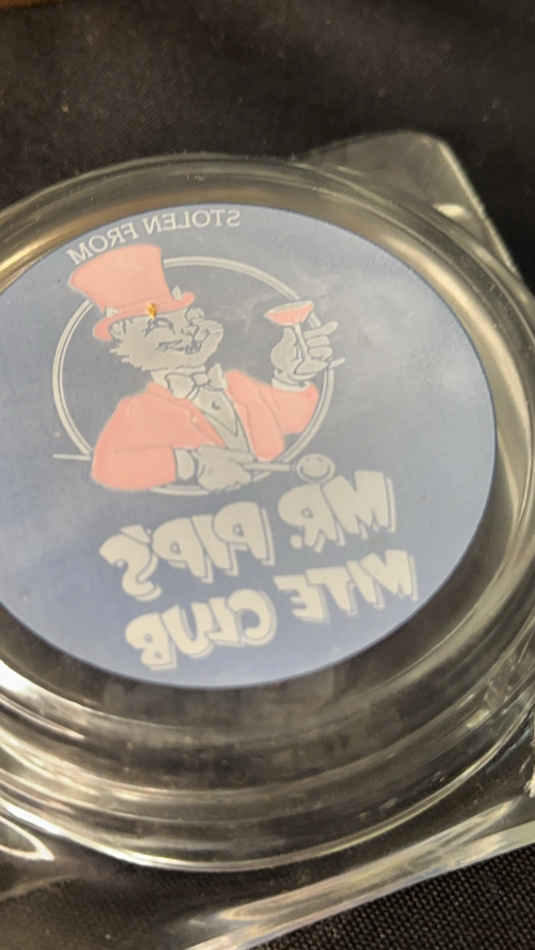 STOLEN FROM
MR. PIP'S
NITE CLUB